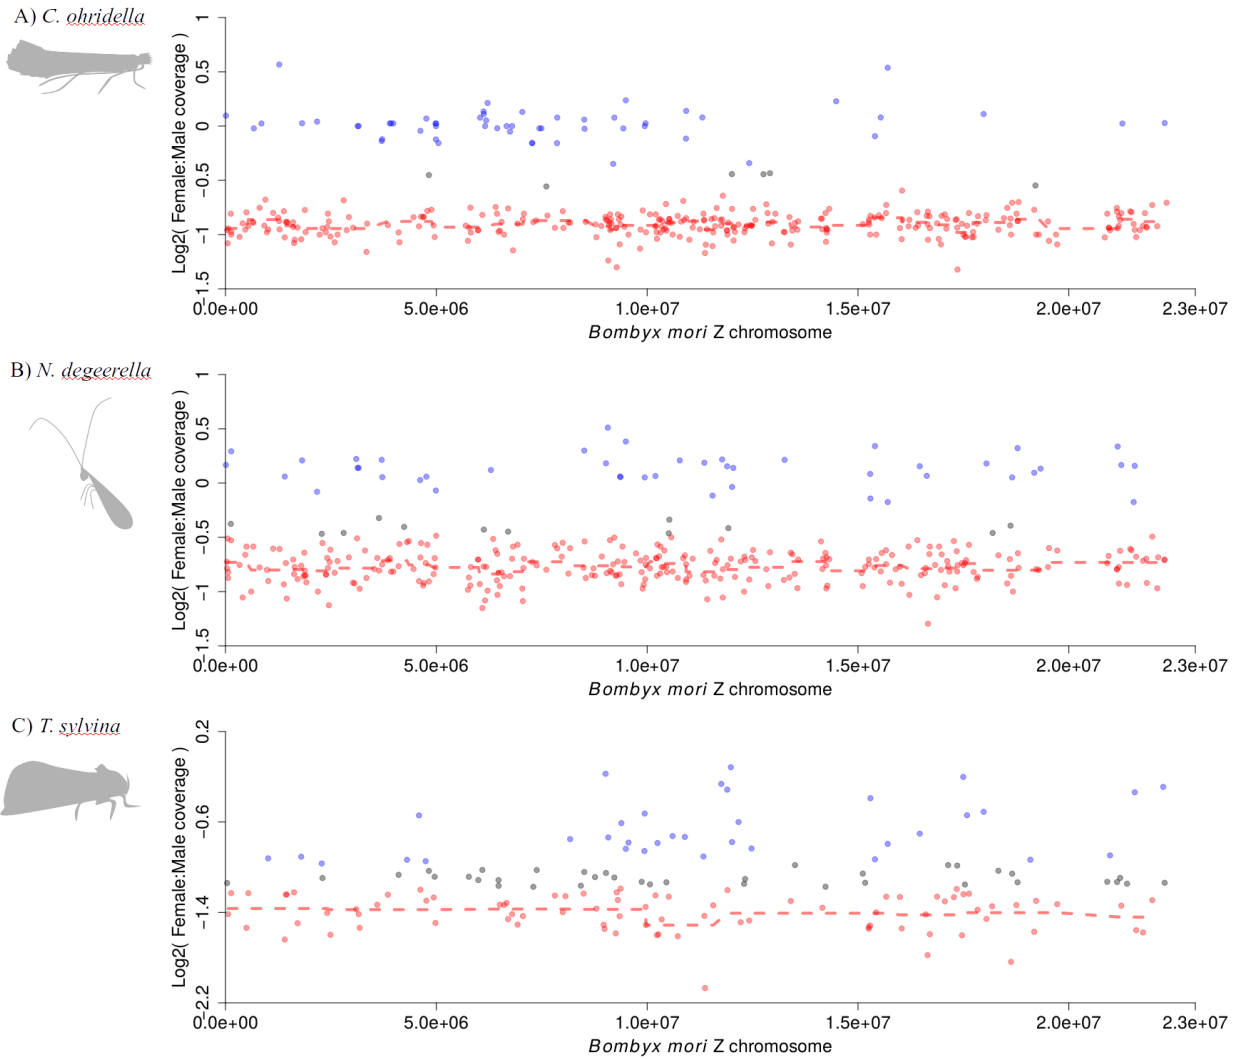 A) C. ohridella
Log2( Female:Male coverage )
1
0.5
0
−0.5
−1
−1.5
0.0e+00 5.0e+06 1.0e+07 1.5e+07 2.0e+07 2.3e+07
Bombyx mori Z chromosome
B) N. degeerella
Log2( Female:Male coverage )
1
0.5
0
−0.5
−1
−1.5
0.0e+00 5.0e+06 1.0e+07 1.5e+07 2.0e+07 2.3e+07
Bombyx mori Z chromosome
C) T. sylvina
Log2( Female:Male coverage )
0.2
−0.6
−1.4
−2.2
0.0e+00 5.0e+06 1.0e+07 1.5e+07 2.0e+07 2.3e+07
Bombyx mori Z chromosome